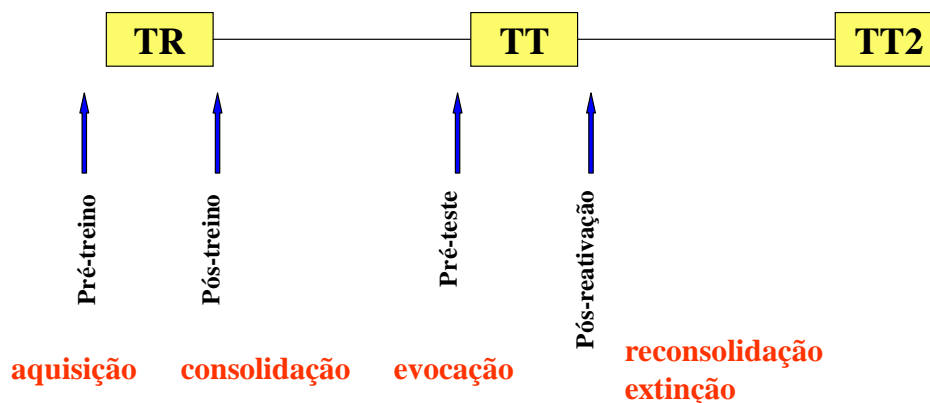 TR
TT
TT2
Pré-treino
Pós-treino
Pré-teste
Pós-reativação
aquisição
consolidação
evocação
reconsolidação
extinção